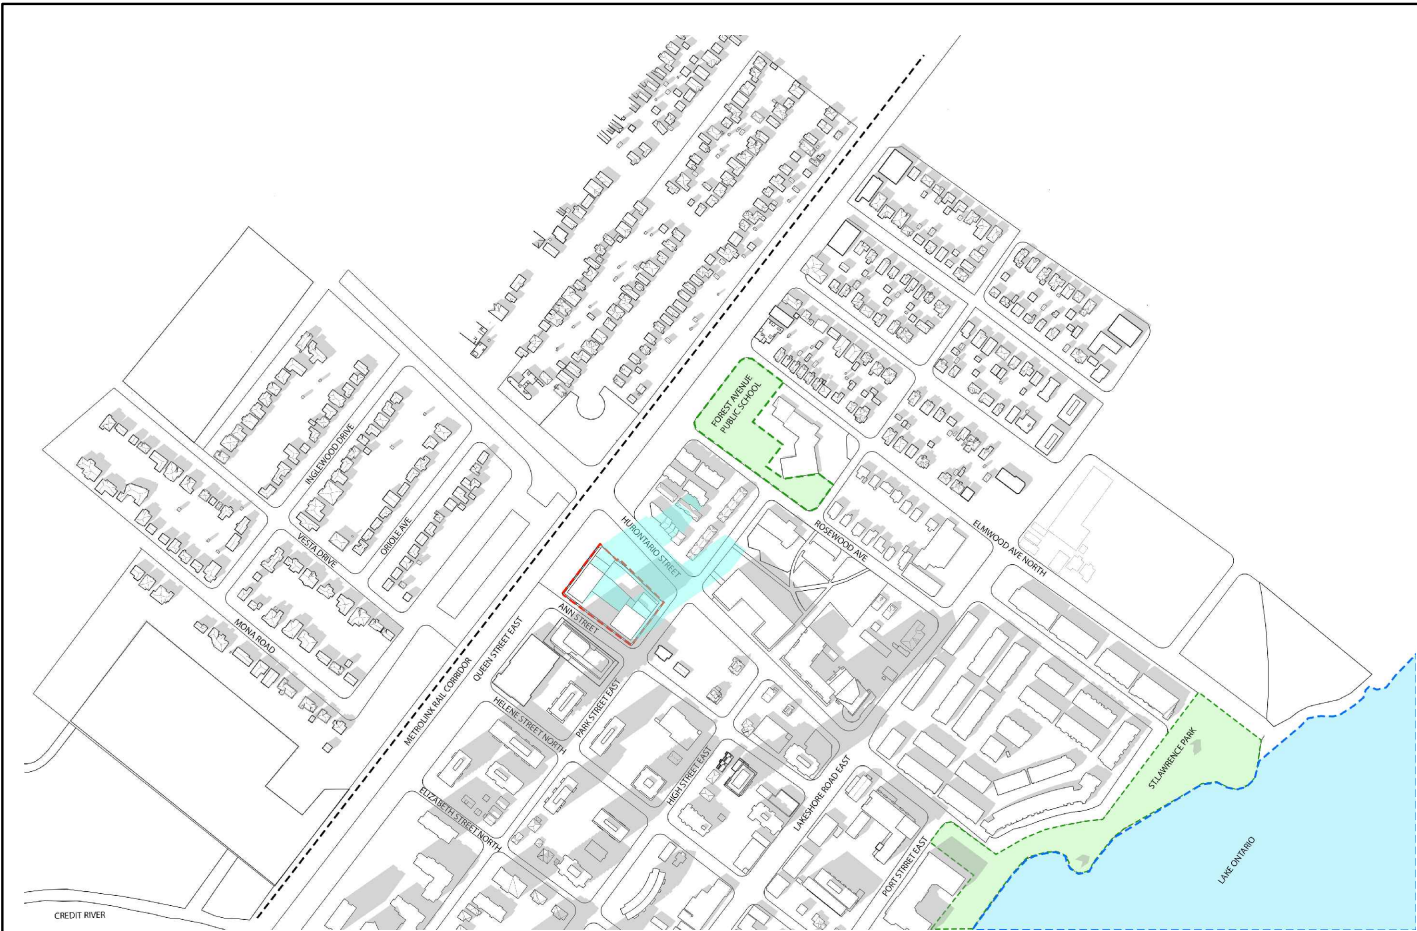 FOREST AVENUE
PUBLIC SCHOOL
INGLEWOOD DRIVE
HURONTARIO STREET
ROSEWOOD AVE
ORIOLE AVE
VESTA DRIVE
ELMWOOD AVE NORTH
ANN STREET
MONA ROAD
QUEEN STREET EAST
METROLINX RAIL CORRIDOR
PARK STREET EAST
HELENE STREET NORTH
HIGH STREET EAST
ST.LAWRENCE PARK
LAKESHORE ROAD EAST
ELIZABETH STREET NORTH
PORT STRRET EAST
LAKE ONTARIO
CREDIT RIVER